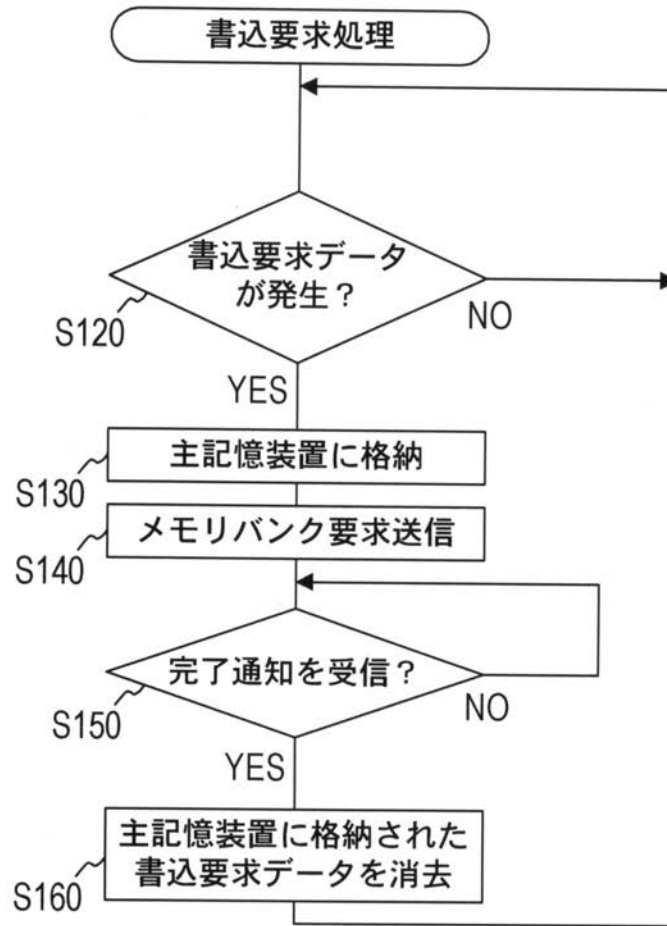 書込要求処理
書込要求データ
が発生？
S120
NO
YES
主記憶装置に格納
S130
メモリバンク要求送信
S140
完了通知を受信？
S150
NO
YES
主記憶装置に格納された
書込要求データを消去
S160